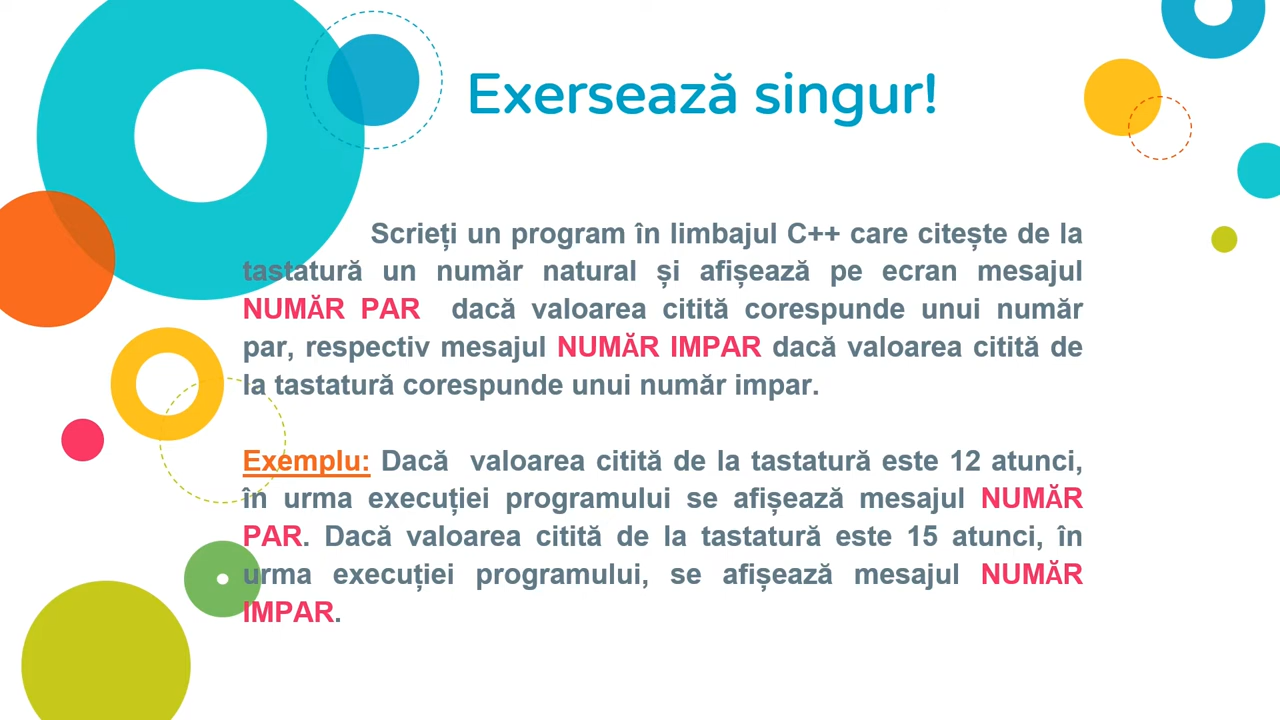 Exersează singur!
Scrieți un program în limbajul C++ care citește de la
tastatură un număr natural și afișează pe ecran mesajul
NUMĂR PAR dacă valoarea citită corespunde unui număr
par, respectiv mesajul NUMĂR IMPAR dacă valoarea citită de
la tastatură corespunde unui număr impar.
Exemplu: Dacă valoarea citită de la tastatură este 12 atunci,
în urma execuției programului se afișează mesajul NUMĂR
PAR. Dacă valoarea citită de la tastatură este 15 atunci, în
urma execuției programului, se afișează mesajul NUMĂR
IMPAR.